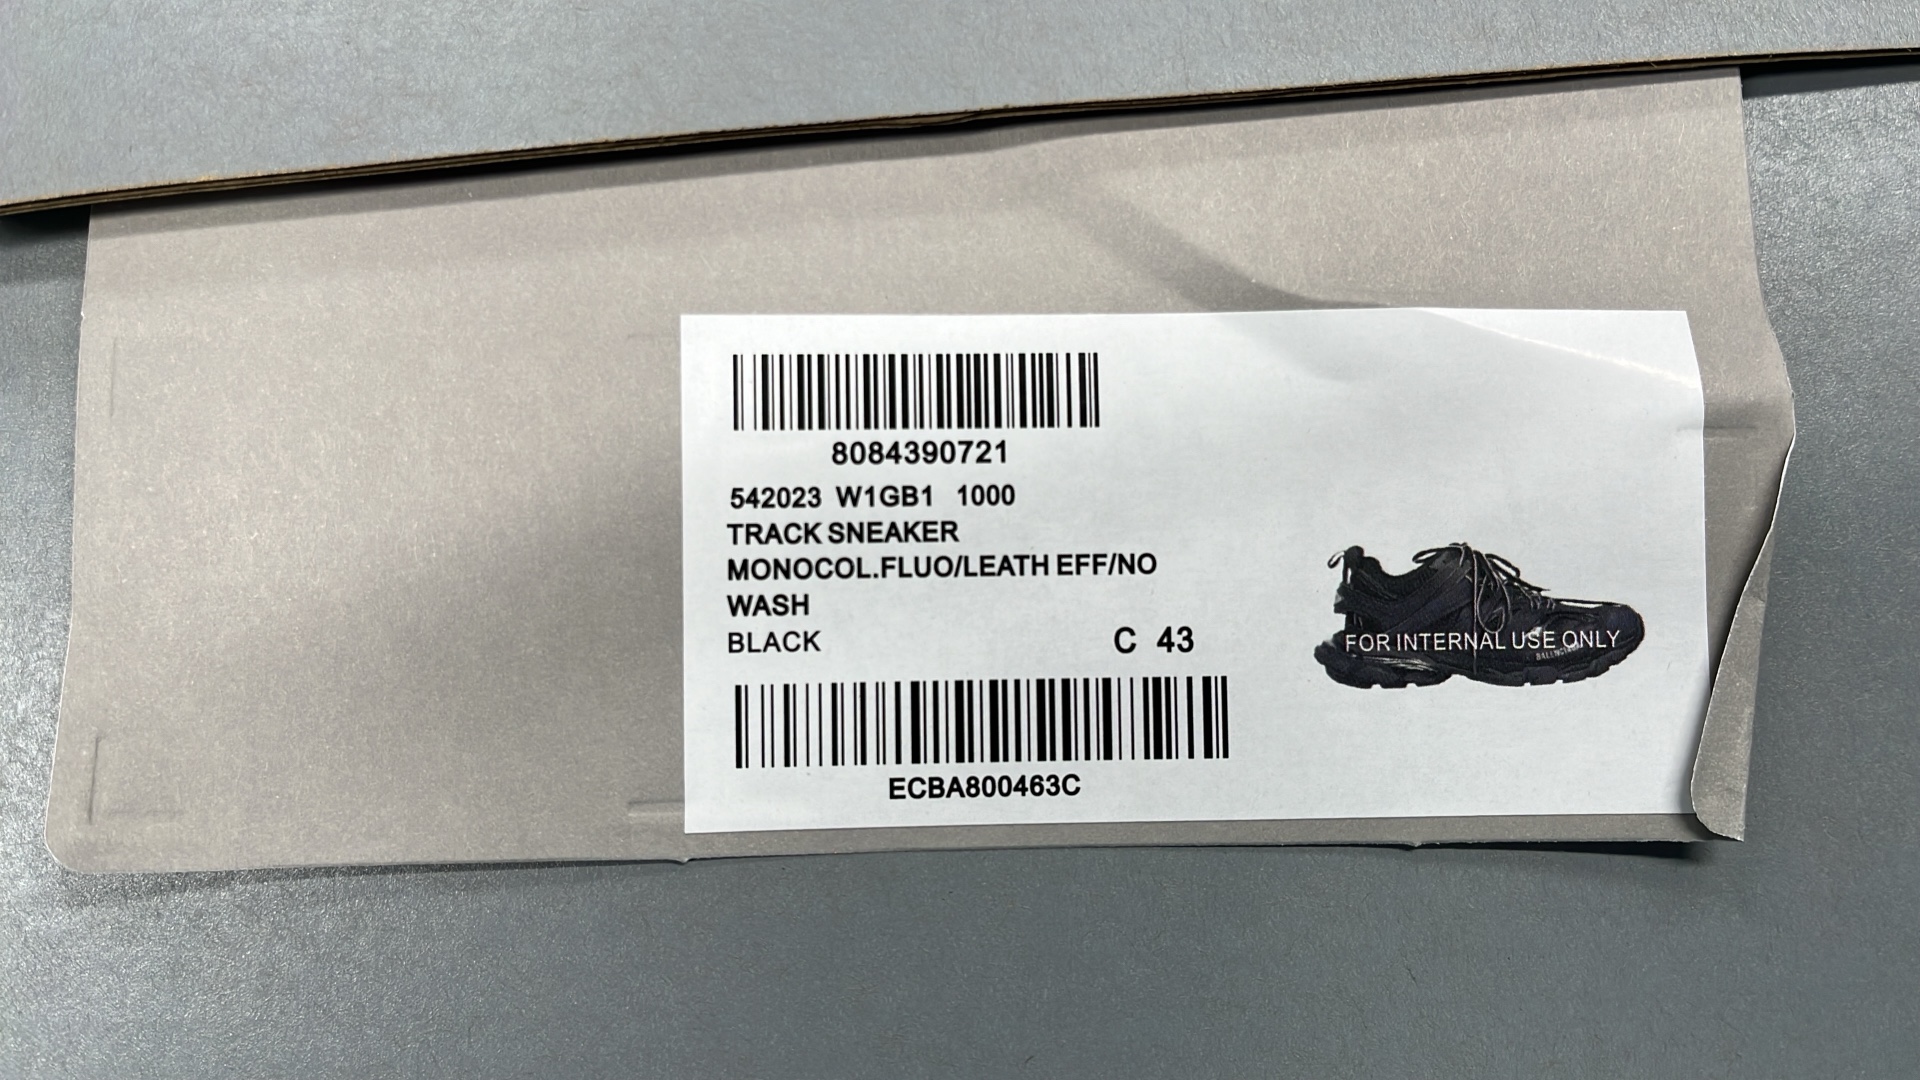 8084390721
542023 W1GB1 1000
TRACK SNEAKER
MONOCOL.FLUO/LEATH EFF/NO
WASH
BLACK C 43
FOR INTERNAL USE ONLY
ECBA800463C